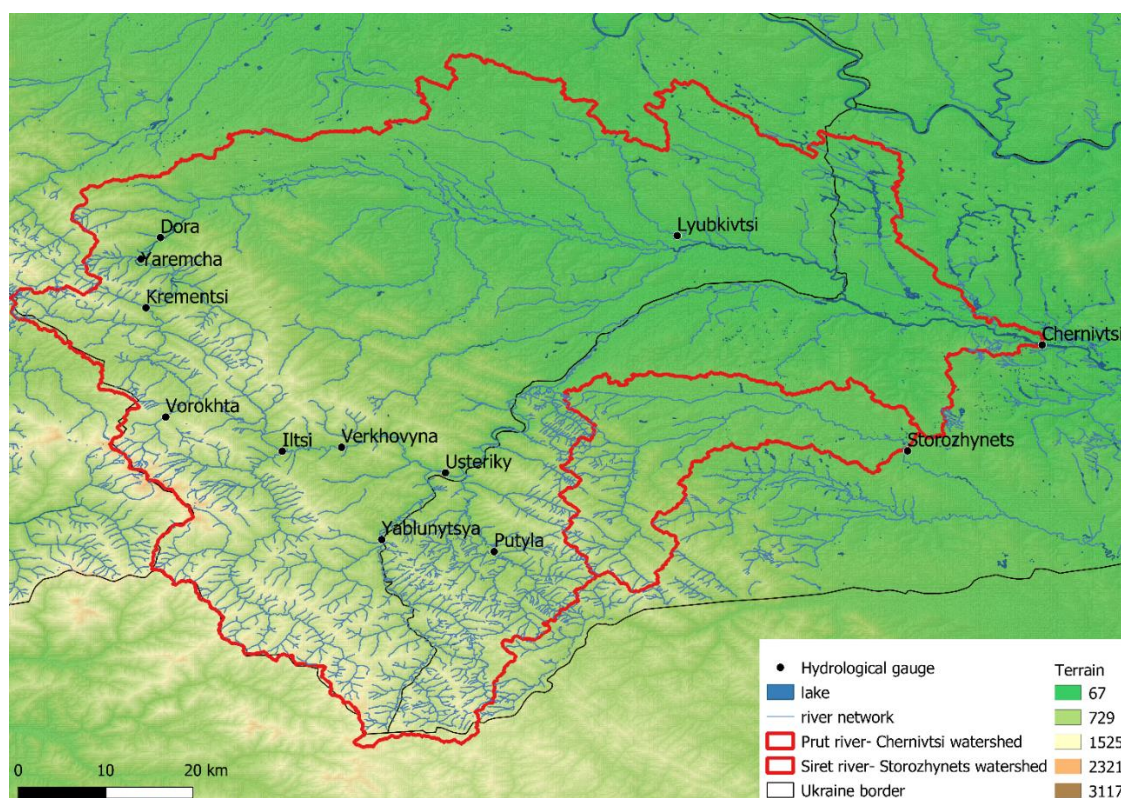 Dora
Lyubkivtsi
Yaremcha
Krementsi
Chernivtsi
Vorokhta
Iltsi
Verkhovyna
Storozhynets
Usteriky
Yablunytsya
Putyla
Hydrological gauge
lake
river network
Prut river- Chernivtsi watershed
Siret river- Storozhynets watershed
Ukraine border
Terrain
67
729
1525
2321
3117
0 10 20 km